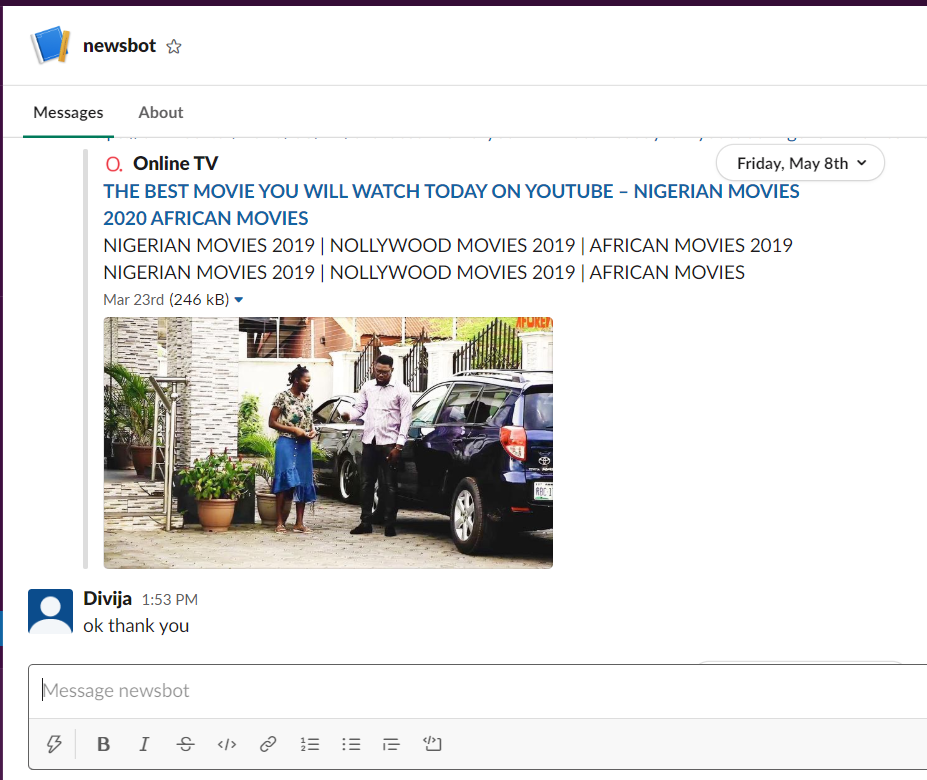 newsbot
Messages About
Online TV
Friday, May 8th
THE BEST MOVIE YOU WILL WATCH TODAY ON YOUTUBE – NIGERIAN MOVIES
2020 AFRICAN MOVIES
NIGERIAN MOVIES 2019 | NOLLYWOOD MOVIES 2019 | AFRICAN MOVIES 2019
NIGERIAN MOVIES 2019 | NOLLYWOOD MOVIES 2019 | AFRICAN MOVIES
Mar 23rd (246 kB)
Divija 1:53 PM
ok thank you
Message newsbot